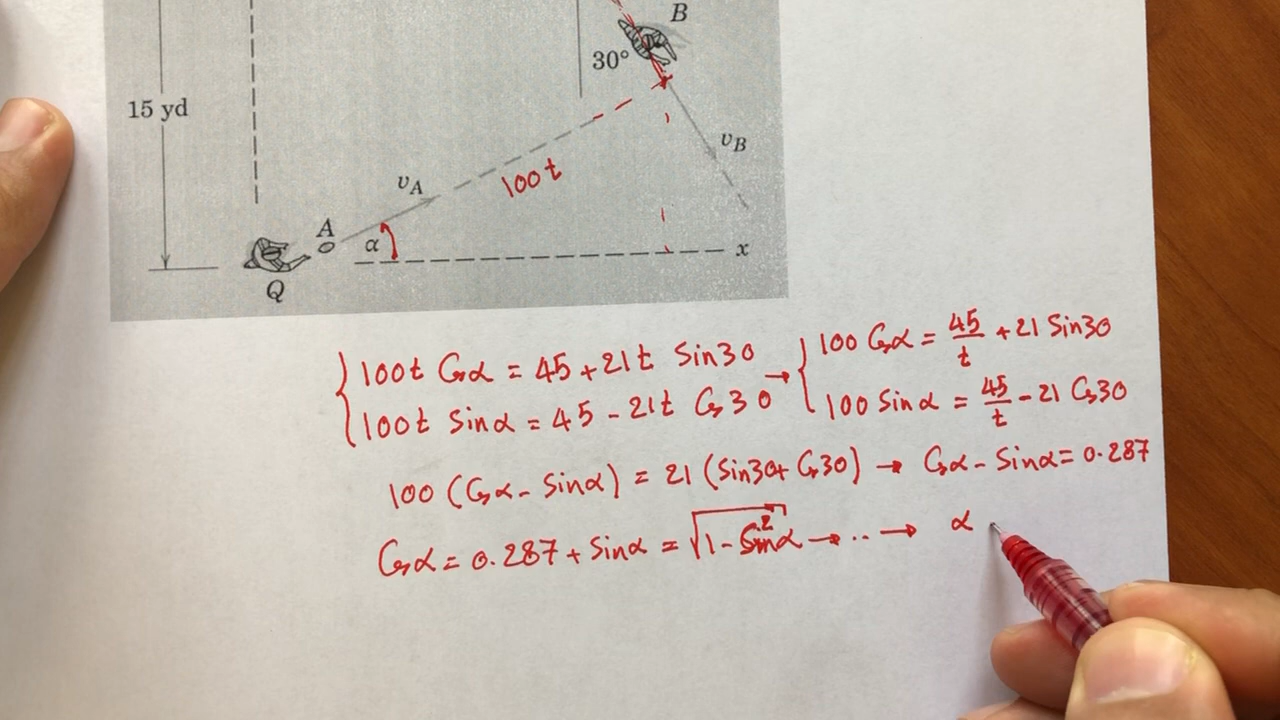 B
30°
15 yd
v_B
v_A
100t
A
α
x
Q
100t Cosα = 45 + 21t Sin30 → 100 Cosα = 45/t + 21 Sin30
100t Sinα = 45 - 21t Cos30 100 Sinα = 45/t - 21 Cos30
100 (Cosα - Sinα) = 21 (Sin30+ Cos30) → Cosα - Sinα = 0.287
Cosα = 0.287 + Sinα = √1 - Sin²α → .. → α